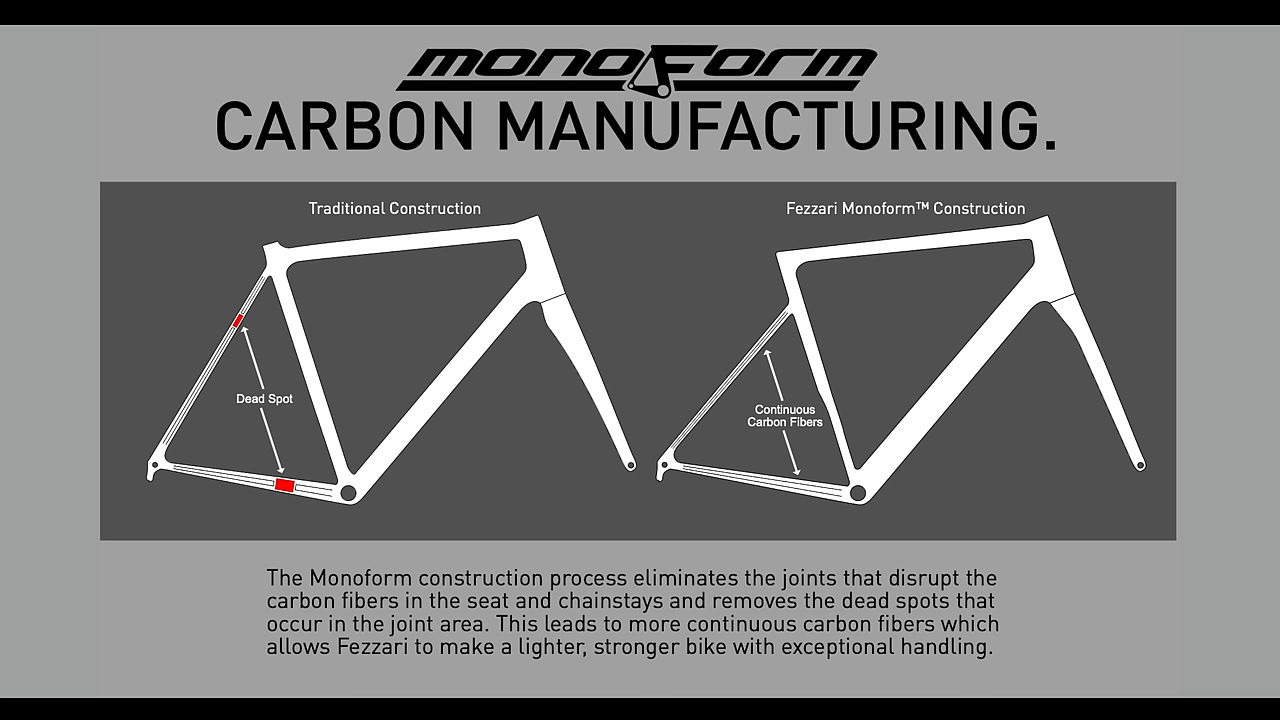 monoform
CARBON MANUFACTURING.
Traditional Construction
Fezzari Monoform™ Construction
Dead Spot
Continuous
Carbon Fibers
The Monoform construction process eliminates the joints that disrupt the
carbon fibers in the seat and chainstays and removes the dead spots that
occur in the joint area. This leads to more continuous carbon fibers which
allows Fezzari to make a lighter, stronger bike with exceptional handling.